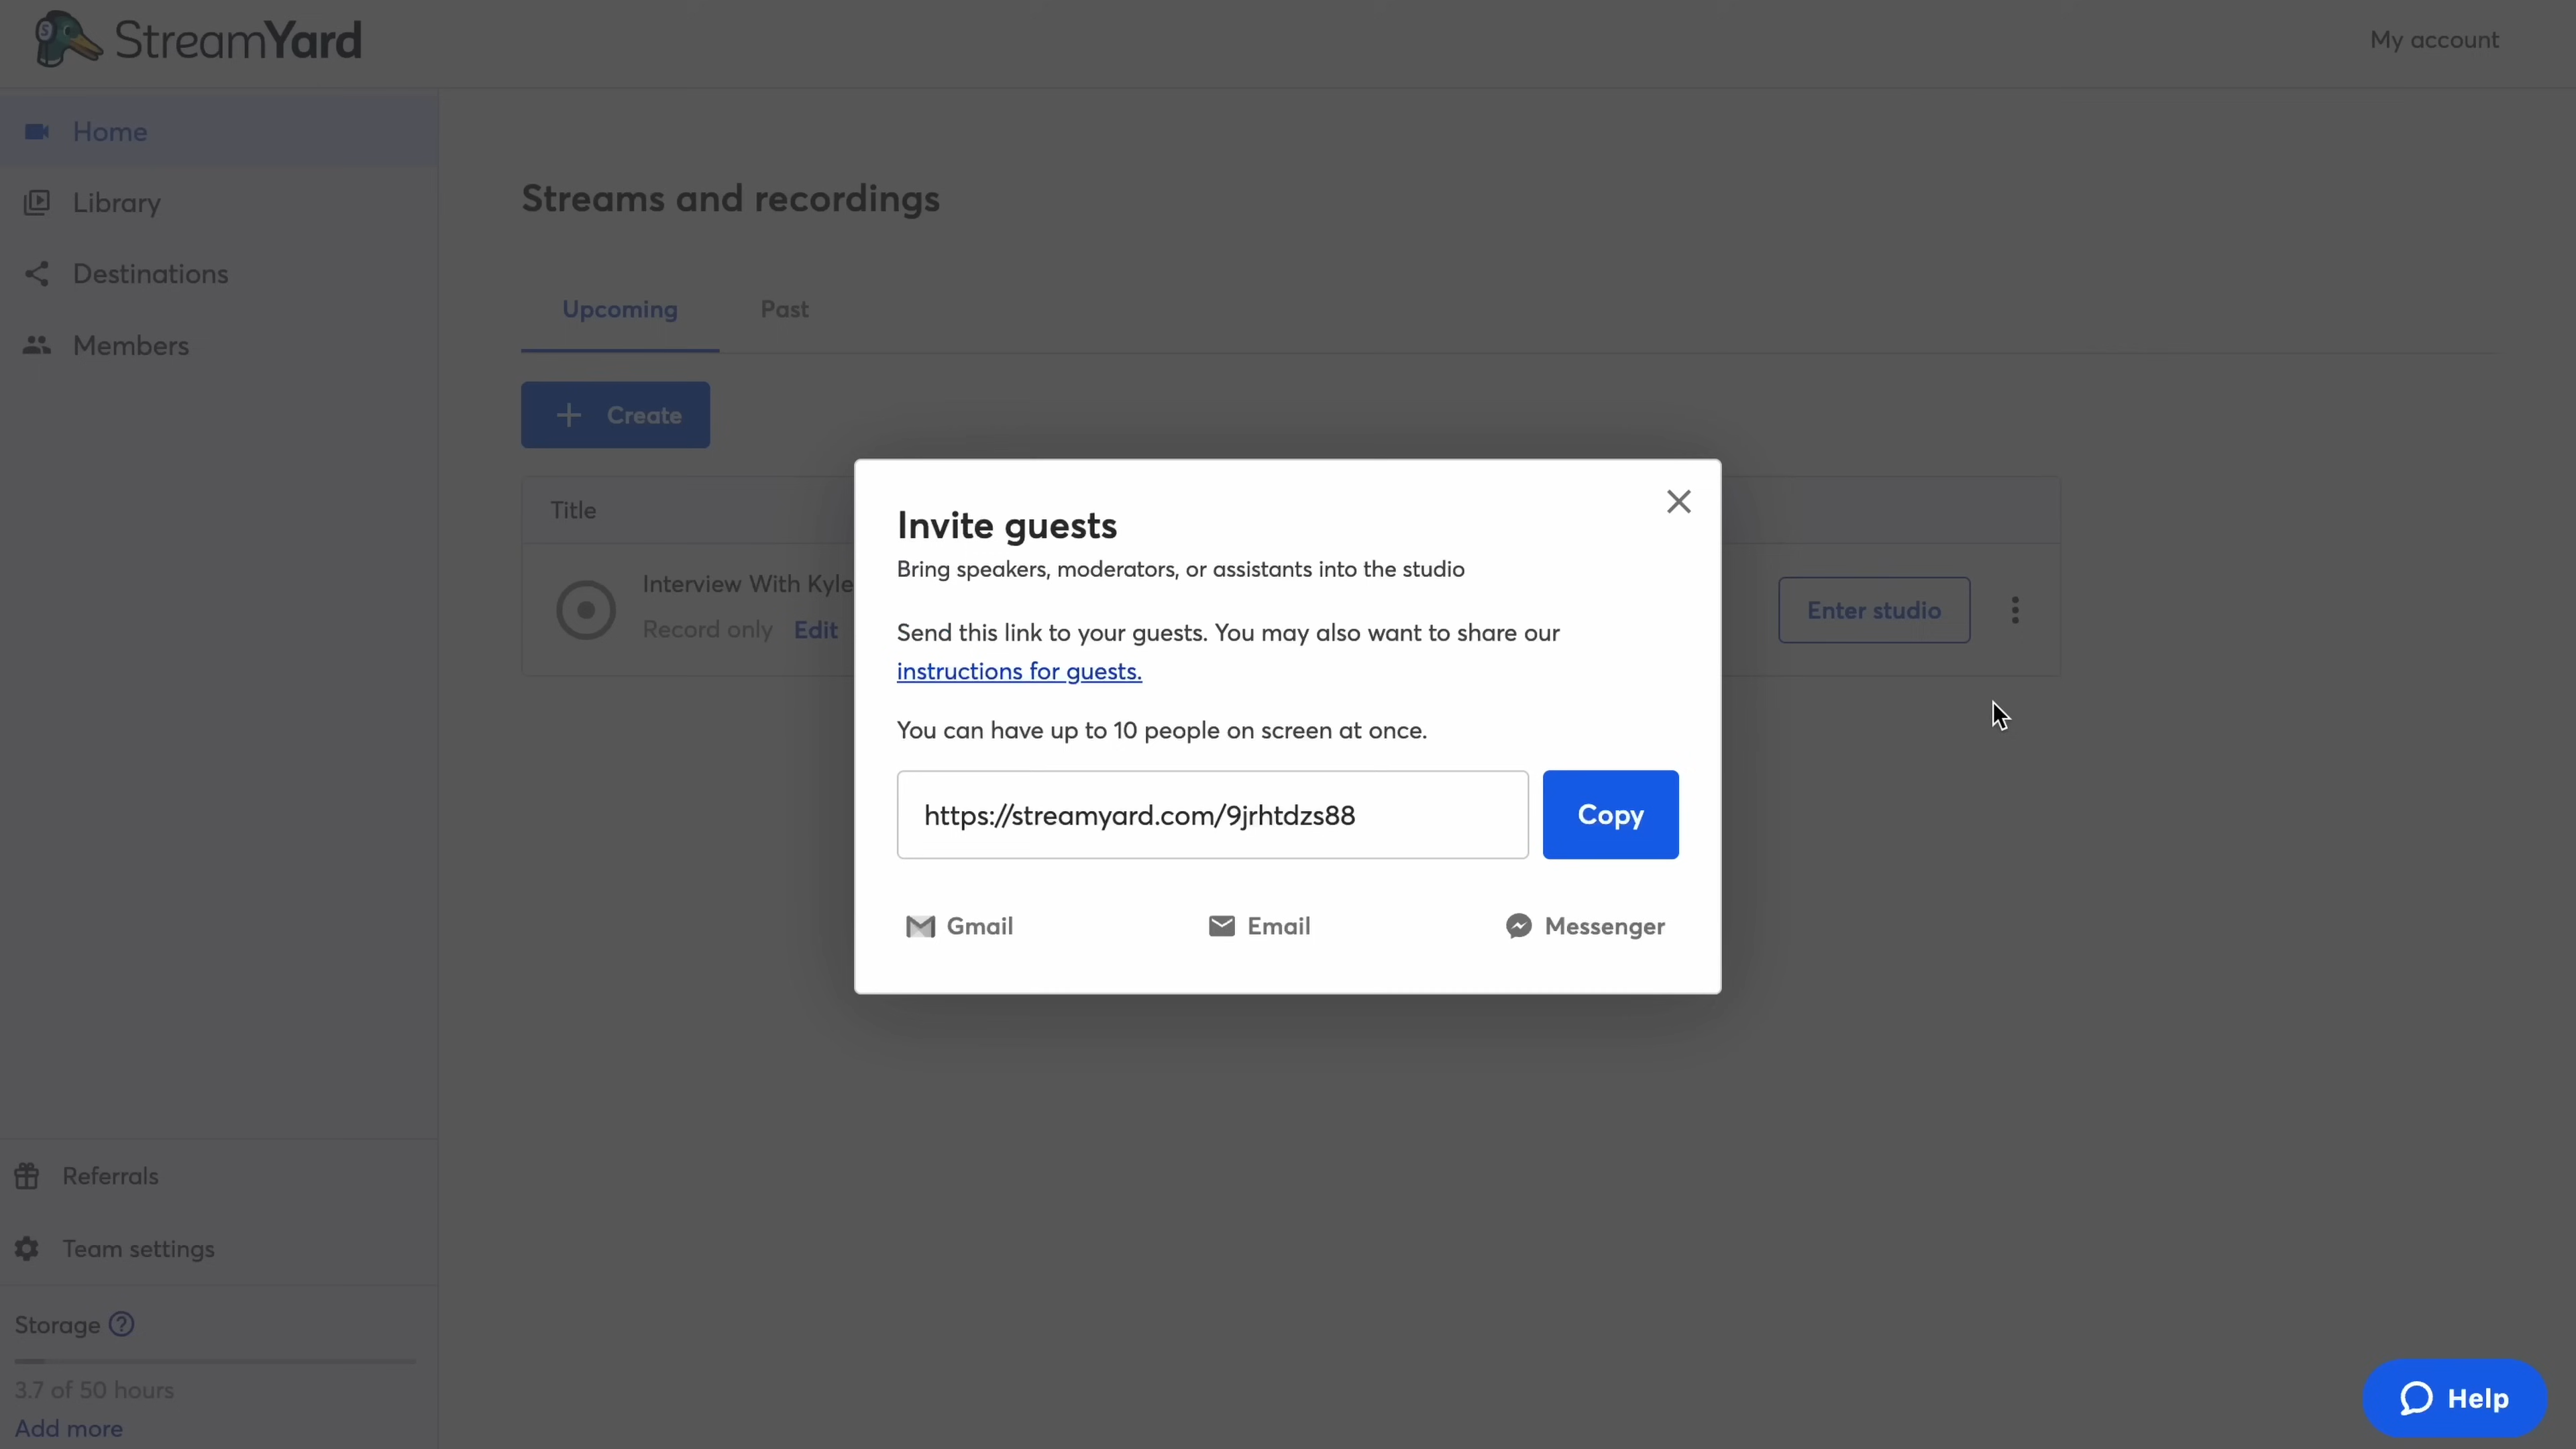 StreamYard
My account
Home
Library
Destinations
Members
Streams and recordings
Upcoming
Past
Create
Title
Interview With Kyle
Record only
Edit
Enter studio
Invite guests
Bring speakers, moderators, or assistants into the studio
Send this link to your guests. You may also want to share our
instructions for guests.
You can have up to 10 people on screen at once.
https://streamyard.com/9jrhtdzs88
Copy
Gmail
Email
Messenger
Referrals
Team settings
Storage
3.7 of 50 hours
Add more
Help